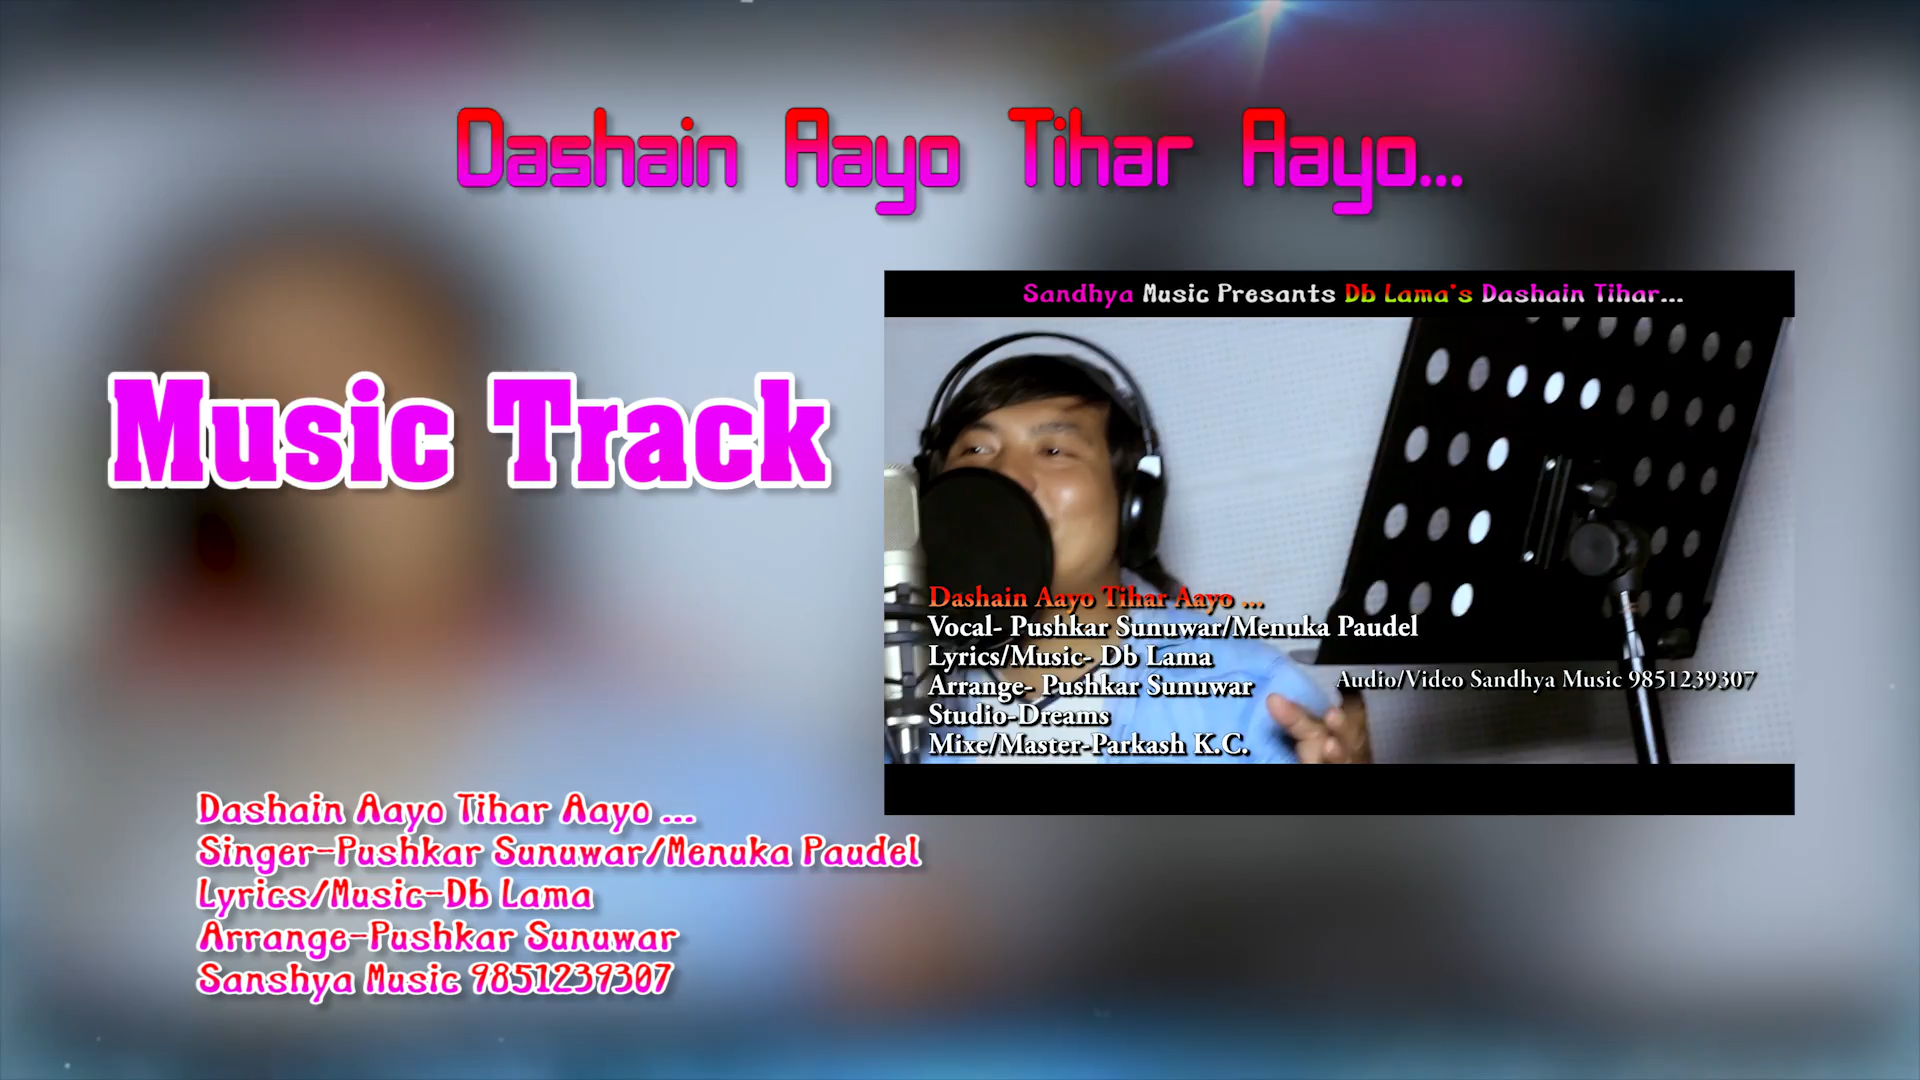 Dashain Aayo Tihar Aayo...
Music Track
Sandhya Music Presants Db Lama's Dashain Tihar...
Dashain Aayo Tihar Aayo ...
Vocal- Pushkar Sunuwar/Menuka Paudel
Lyrics/Music- Db Lama
Arrange- Pushkar Sunuwar
Studio-Dreams
Mixe/Master-Parkash K.C.
Audio/Video Sandhya Music 9851239307
Dashain Aayo Tihar Aayo ...
Singer-Pushkar Sunuwar/Menuka Paudel
Lyrics/Music-Db Lama
Arrange-Pushkar Sunuwar
Sanshya Music 9851239307